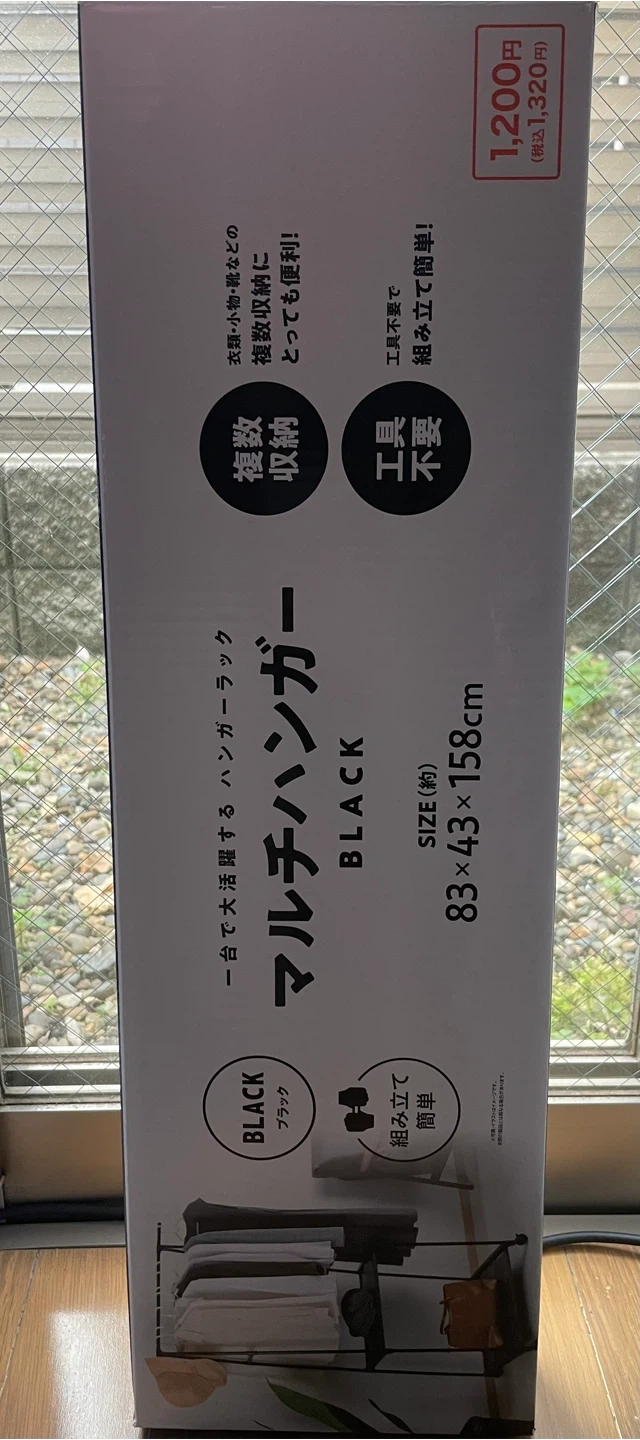 BLACK
ブラック
組み立て
簡単
一台で大活躍する ハンガーラック
マルチハンガー
BLACK
SIZE(約)
83×43×158cm
複数
収納
衣類・小物・靴などの
複数収納に
とっても便利!
工具
不要
工具不要で
組み立て簡単!
1,200円
(税込1,320円)